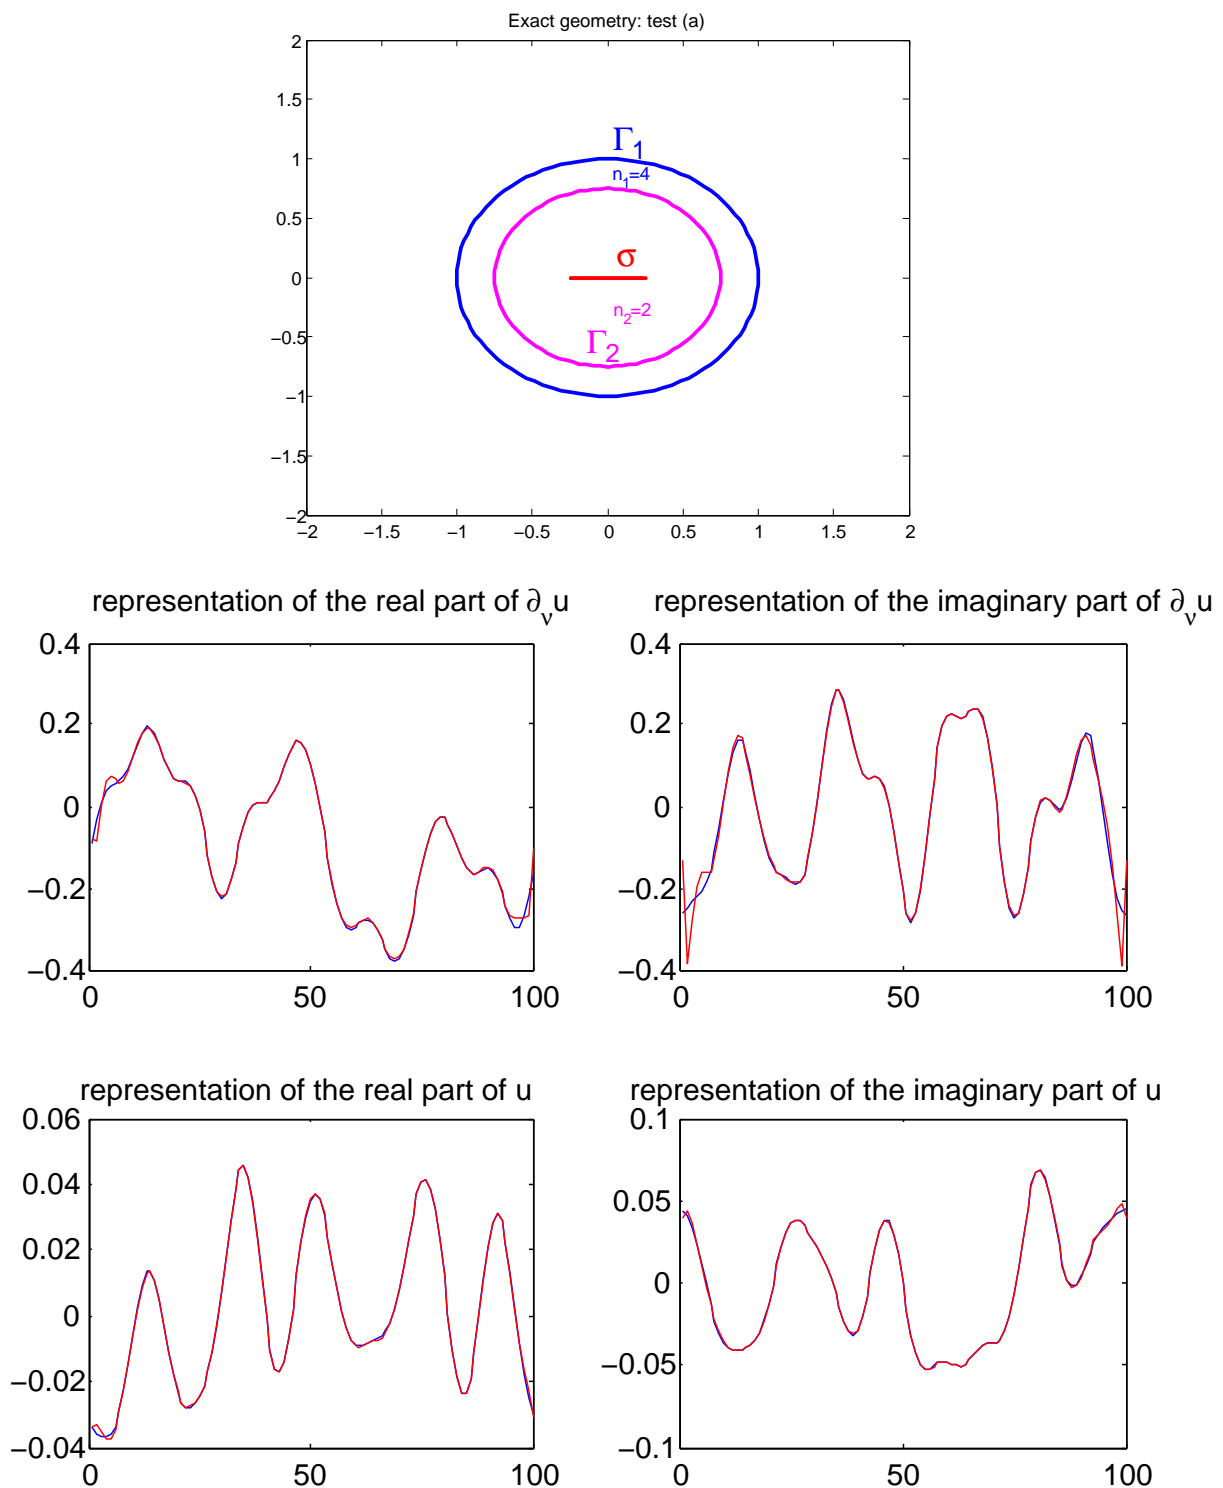 Exact geometry: test (a)
2
1.5
1
0.5
0
−0.5
−1
−1.5
−2
−2 −1.5 −1 −0.5 0 0.5 1 1.5 2
Γ1
n1=4
σ
n2=2
Γ2
representation of the real part of ∂νu
0.4
0.2
0
−0.2
−0.4
0 50 100
representation of the imaginary part of ∂νu
0.4
0.2
0
−0.2
−0.4
0 50 100
representation of the real part of u
0.06
0.04
0.02
0
−0.02
−0.04
0 50 100
representation of the imaginary part of u
0.1
0.05
0
−0.05
−0.1
0 50 100